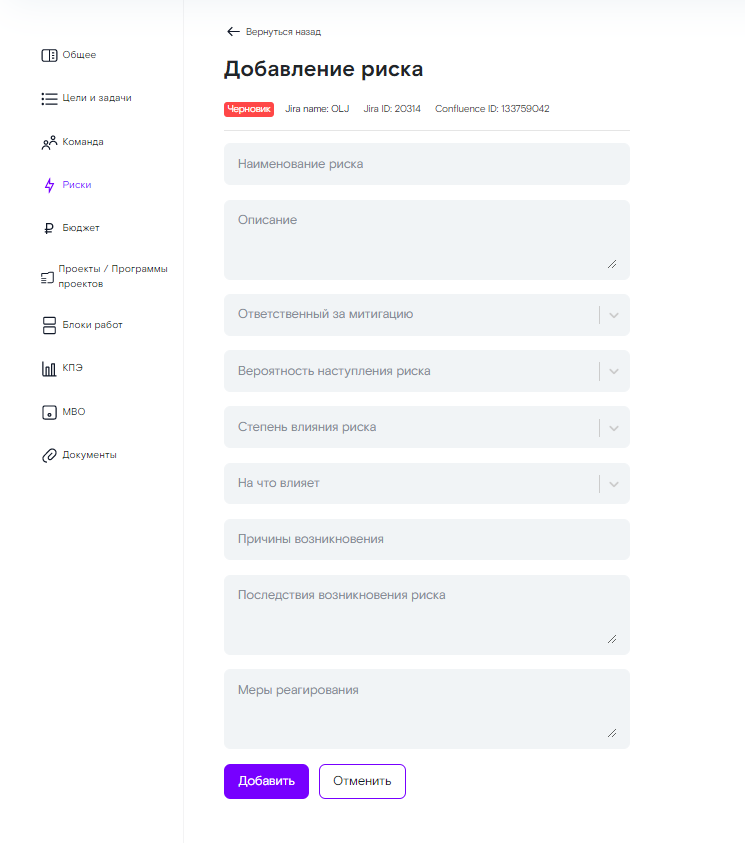 Общее
Цели и задачи
Команда
Риски
Бюджет
Проекты / Программы
проектов
Блоки работ
КПЭ
МВО
Документы
Вернуться назад
Добавление риска
Черновик Jira name: OLJ Jira ID: 20314 Confluence ID: 133759042
Наименование риска
Описание
Ответственный за митигацию
Вероятность наступления риска
Степень влияния риска
На что влияет
Причины возникновения
Последствия возникновения риска
Меры реагирования
Добавить Отменить